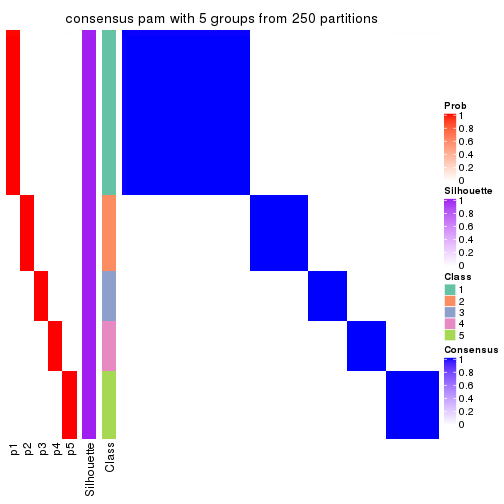 consensus pam with 5 groups from 250 partitions
Prob
1
0.8
0.6
0.4
0.2
0
Silhouette
1
0.8
0.6
0.4
0.2
0
Class
1
2
3
4
5
Consensus
1
0.8
0.6
0.4
0.2
0
p1
p2
p3
p4
p5
Silhouette
Class